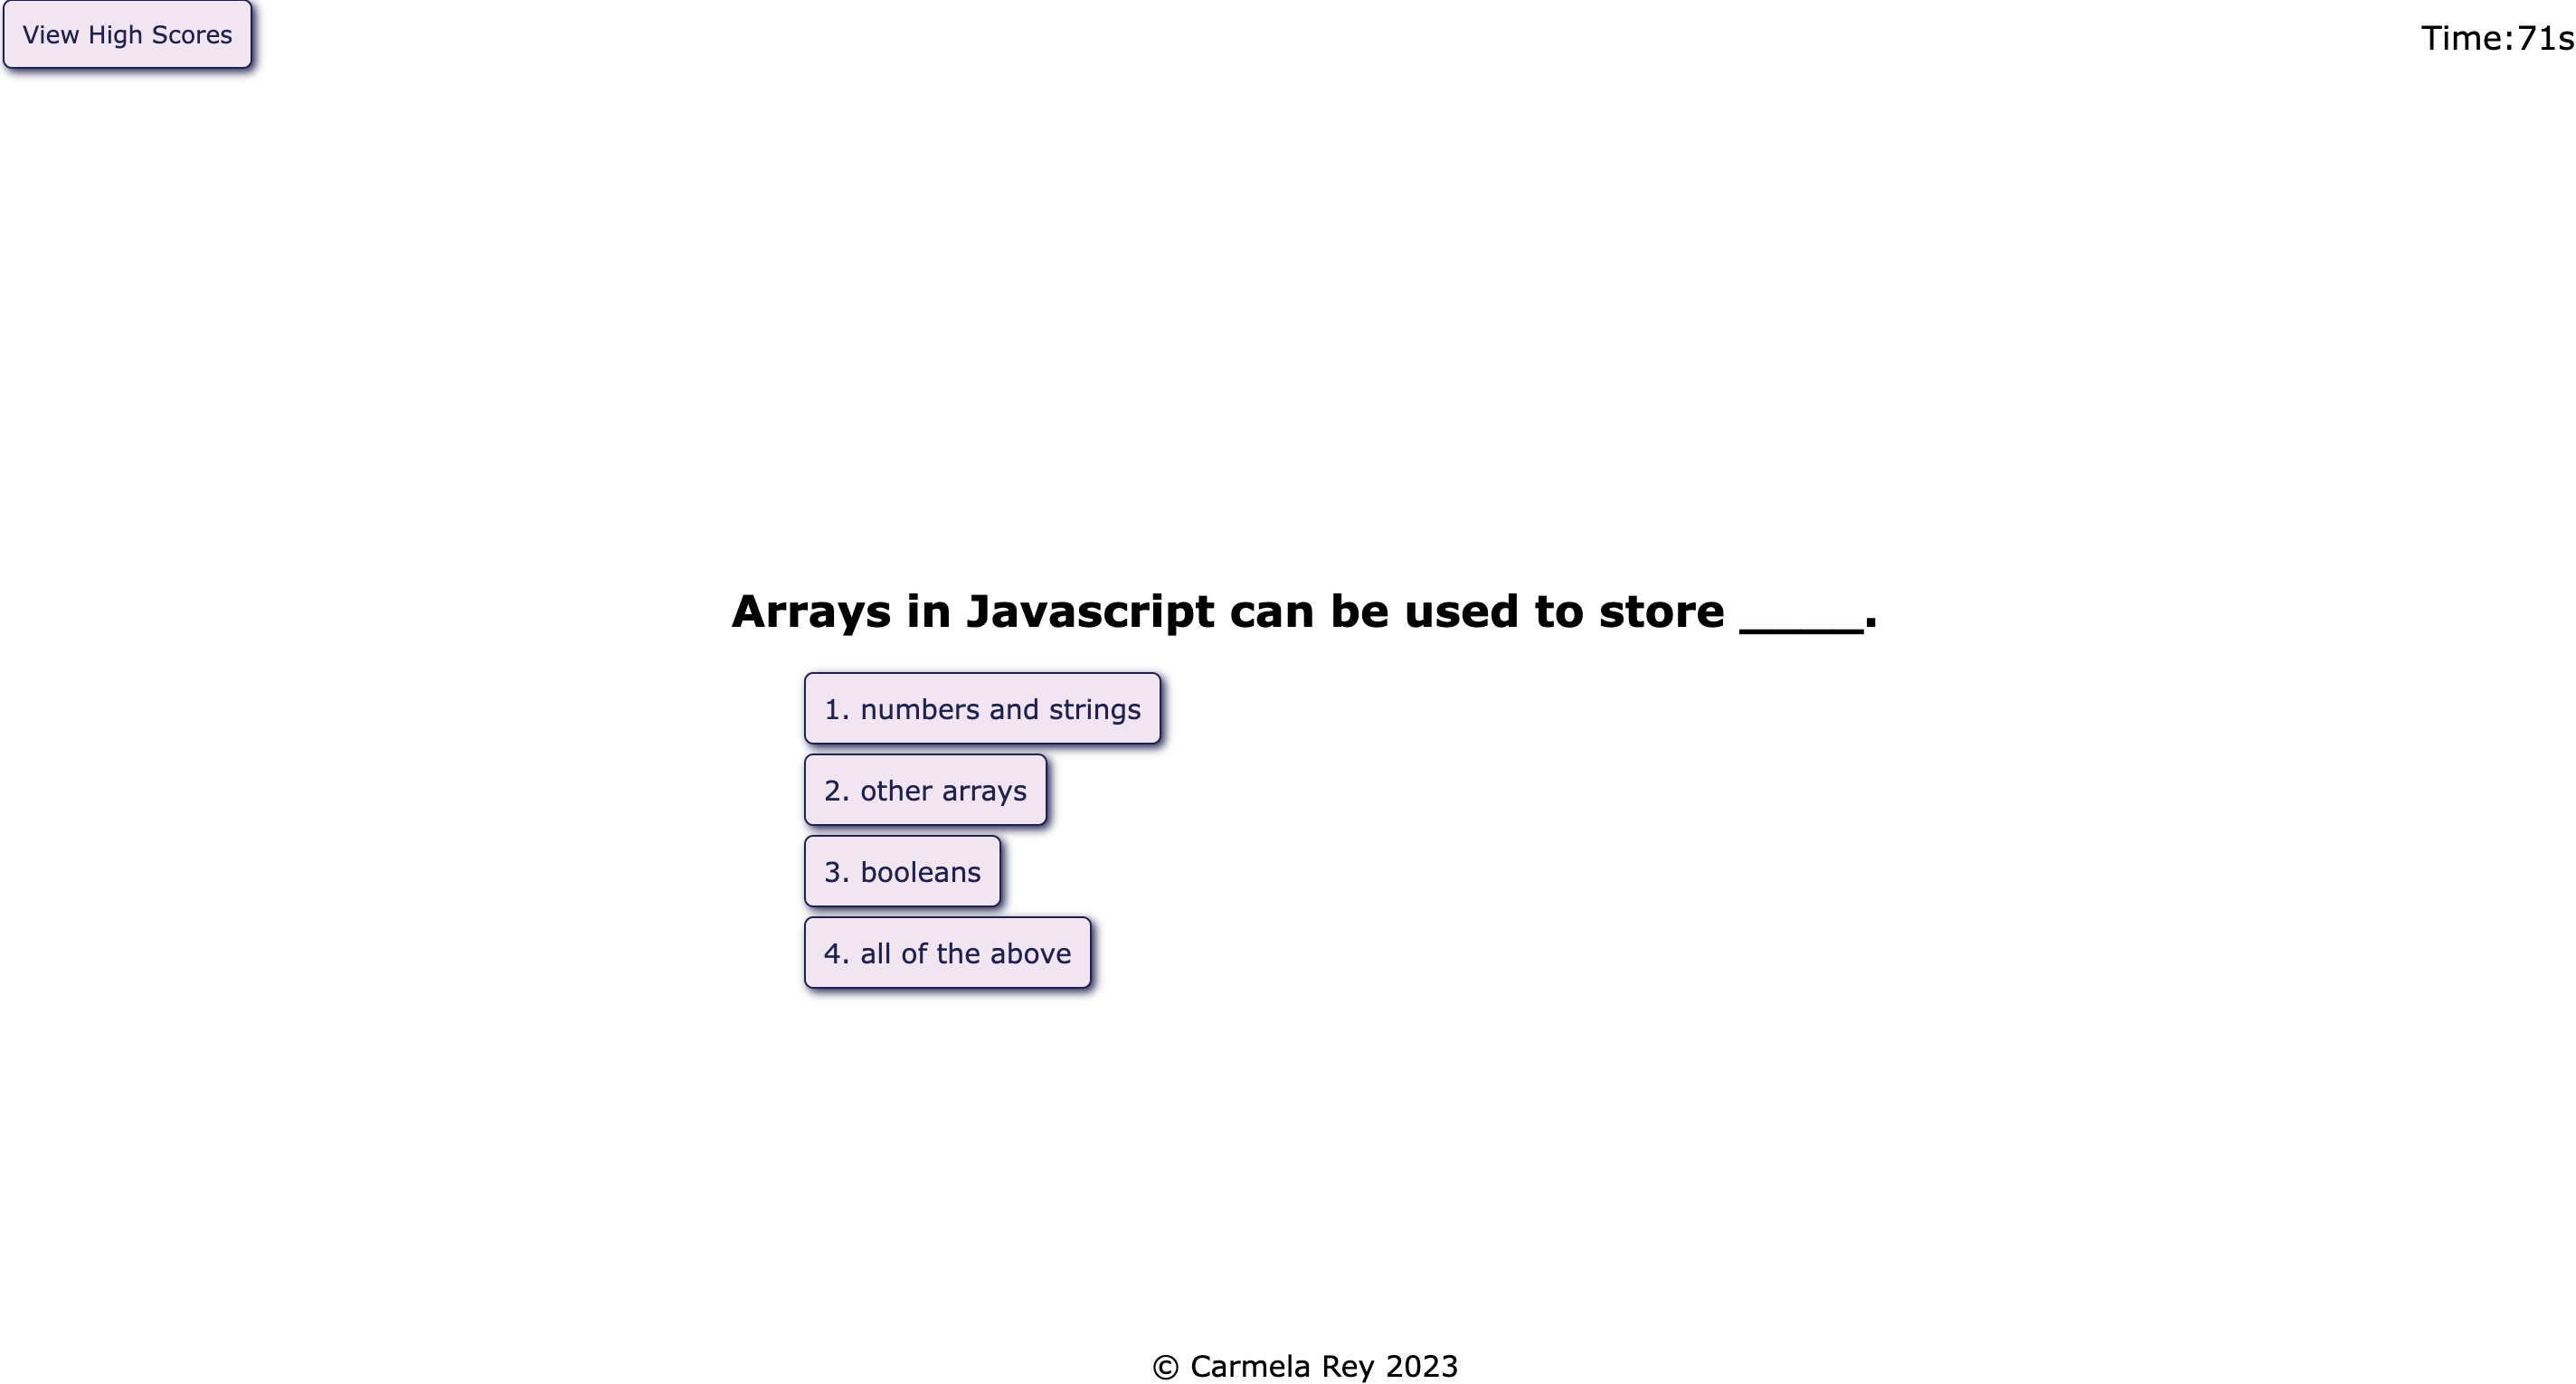 View High Scores
Time:71s
Arrays in Javascript can be used to store ____.
1. numbers and strings
2. other arrays
3. booleans
4. all of the above
© Carmela Rey 2023